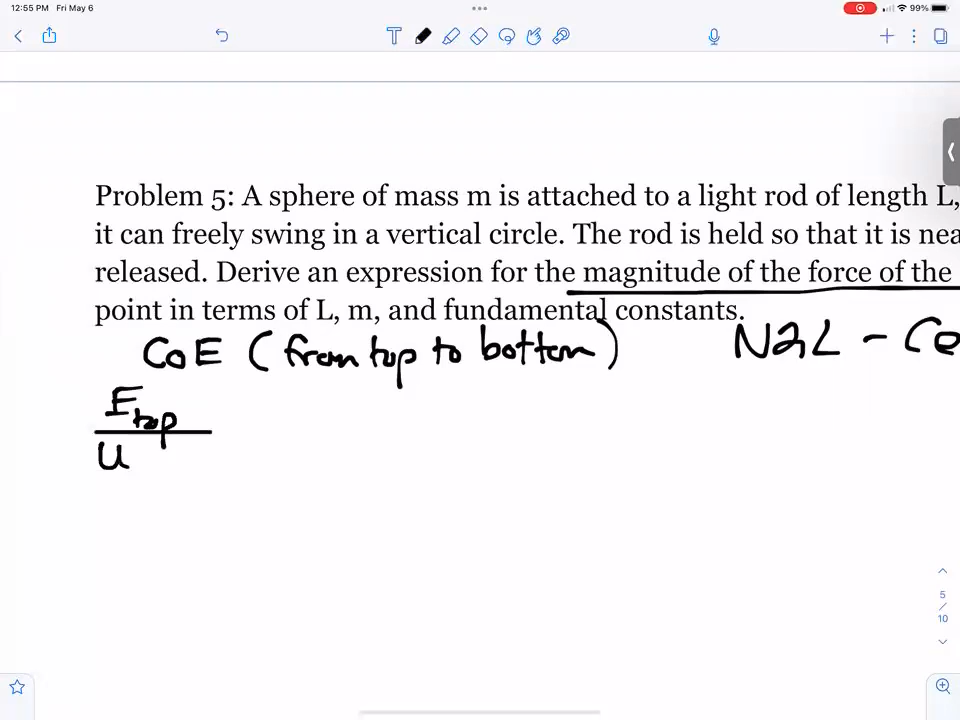 12:55 PM Fri May 6
99%
Problem 5: A sphere of mass m is attached to a light rod of length L,
it can freely swing in a vertical circle. The rod is held so that it is nea
released. Derive an expression for the magnitude of the force of the
point in terms of L, m, and fundamental constants.
COE (from top to bottom) N2L - Ce
E top
U
5
/
10